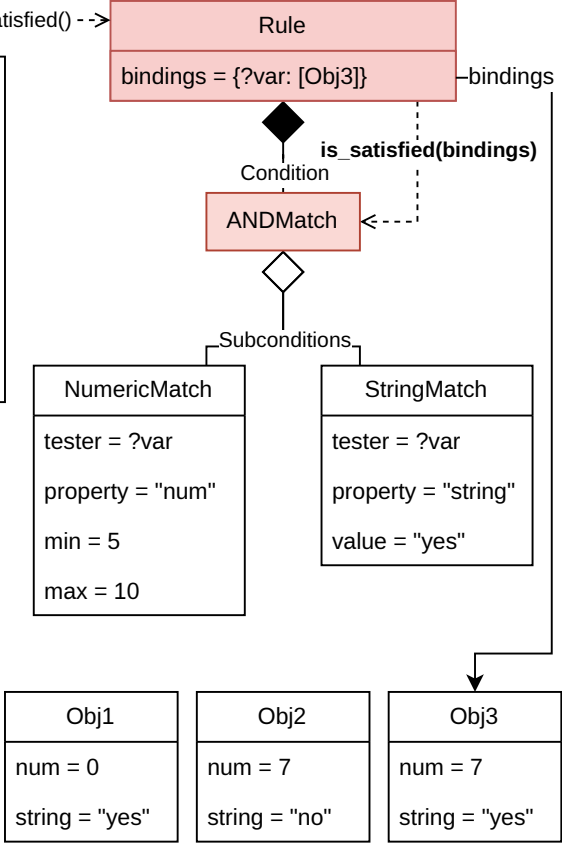 atisfied()
Rule
bindings = {?var: [Obj3]}
bindings
is_satisfied(bindings)
Condition
ANDMatch
Subconditions
NumericMatch
tester = ?var
property = "num"
min = 5
max = 10
StringMatch
tester = ?var
property = "string"
value = "yes"
Obj1
num = 0
string = "yes"
Obj2
num = 7
string = "no"
Obj3
num = 7
string = "yes"